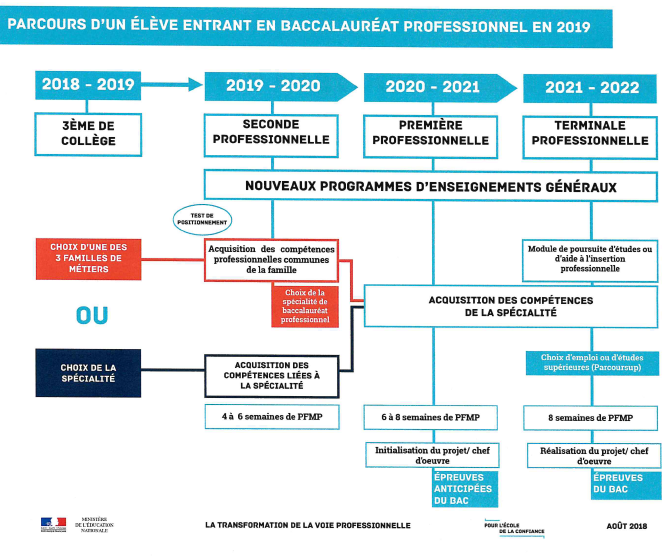 PARCOURS D'UN ÉLÈVE ENTRANT EN BACCALAURÉAT PROFESSIONNEL EN 2019
2018 - 2019
2019 - 2020
2020 - 2021
2021 - 2022
3ÈME DE
COLLÈGE
SECONDE
PROFESSIONNELLE
PREMIÈRE
PROFESSIONNELLE
TERMINALE
PROFESSIONNELLE
NOUVEAUX PROGRAMMES D'ENSEIGNEMENTS GÉNÉRAUX
TEST DE
POSITIONNEMENT
CHOIX D'UNE DES
3 FAMILLES DE
MÉTIERS
Acquisition des compétences
professionnelles communes
de la famille
Module de poursuite d'études ou
d'aide à l'insertion
professionnelle
Choix de la
spécialité de
baccalauréat
professionnel
ACQUISITION DES COMPÉTENCES
DE LA SPÉCIALITÉ
OU
CHOIX DE LA
SPÉCIALITÉ
ACQUISITION DES
COMPÉTENCES LIÉES À
LA SPÉCIALITÉ
Choix d'emploi ou d'études
supérieures (Parcoursup)
4 à 6 semaines de PFMP
6 à 8 semaines de PFMP
8 semaines de PFMP
Initialisation du projet/ chef
d'oeuvre
Réalisation du projet/ chef
d'oeuvre
ÉPREUVES
ANTICIPÉES
DU BAC
ÉPREUVES
DU BAC
MINISTÈRE
DE L'ÉDUCATION
NATIONALE
LA TRANSFORMATION DE LA VOIE PROFESSIONNELLE
POUR L'ÉCOLE
DE LA CONFIANCE
AOÛT 2018